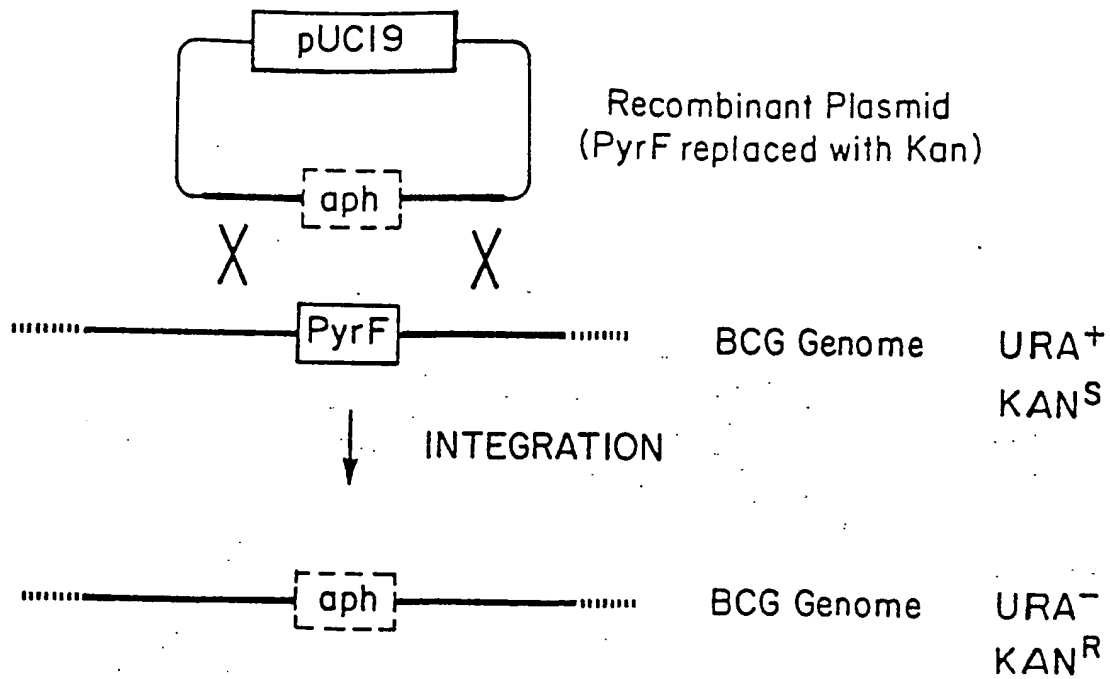 pUC19
Recombinant Plasmid
(PyrF replaced with Kan)
aph
PyrF
BCG Genome
URA+
KANS
INTEGRATION
aph
BCG Genome
URA−
KANR